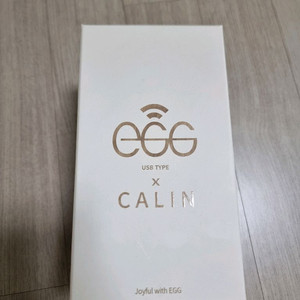 eGG
USB TYPE
x
CALIN
Joyful with EGG